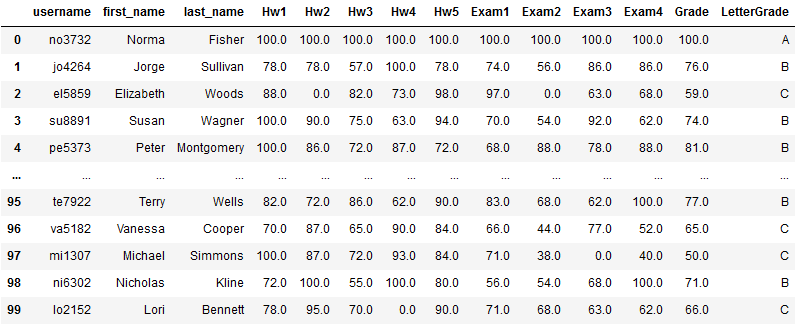 username first_name last_name Hw1 Hw2 Hw3 Hw4 Hw5 Exam1 Exam2 Exam3 Exam4 Grade LetterGrade
0 no3732 Norma Fisher 100.0 100.0 100.0 100.0 100.0 100.0 100.0 100.0 100.0 100.0 A
1 jo4264 Jorge Sullivan 78.0 78.0 57.0 100.0 78.0 74.0 56.0 86.0 86.0 76.0 B
2 el5859 Elizabeth Woods 88.0 0.0 82.0 73.0 98.0 97.0 0.0 63.0 68.0 59.0 C
3 su8891 Susan Wagner 100.0 90.0 75.0 63.0 94.0 70.0 54.0 92.0 62.0 74.0 B
4 pe5373 Peter Montgomery 100.0 86.0 72.0 87.0 72.0 68.0 88.0 78.0 88.0 81.0 B
... ... ... ... ... ... ... ... ... ... ... ... ... ... ...
95 te7922 Terry Wells 82.0 72.0 86.0 62.0 90.0 83.0 68.0 62.0 100.0 77.0 B
96 va5182 Vanessa Cooper 70.0 87.0 65.0 90.0 84.0 66.0 44.0 77.0 52.0 65.0 C
97 mi1307 Michael Simmons 100.0 87.0 72.0 93.0 84.0 71.0 38.0 0.0 40.0 50.0 C
98 ni6302 Nicholas Kline 72.0 100.0 55.0 100.0 80.0 56.0 54.0 68.0 100.0 71.0 B
99 lo2152 Lori Bennett 78.0 95.0 70.0 0.0 90.0 71.0 68.0 63.0 62.0 66.0 C